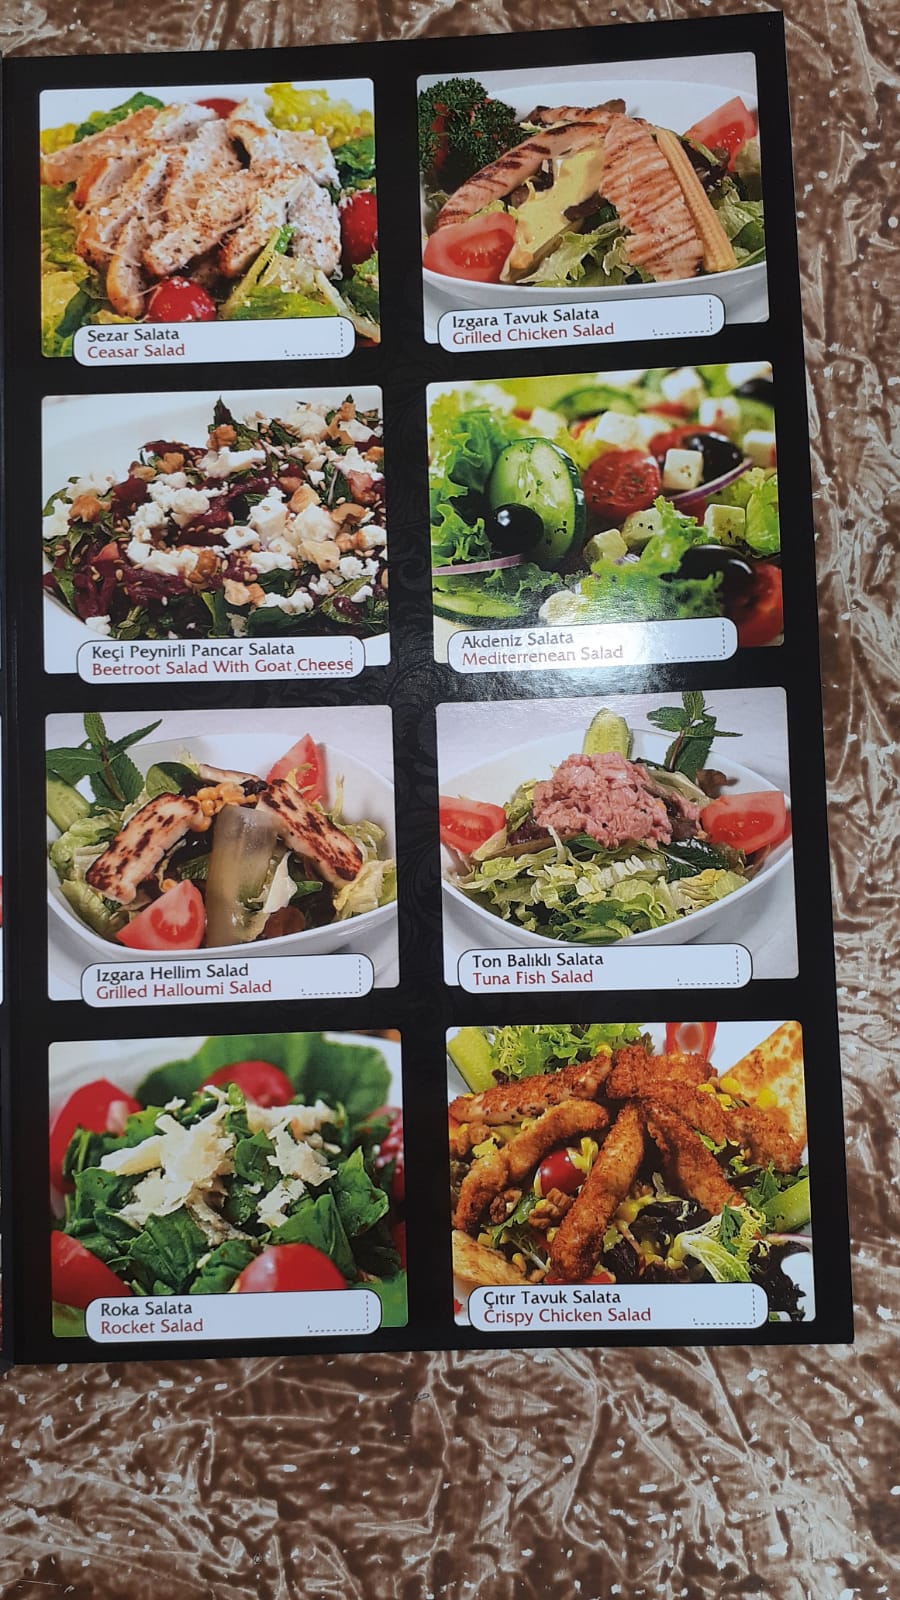 Sezar Salata
Ceasar Salad
Izgara Tavuk Salata
Grilled Chicken Salad
Keçi Peynirli Pancar Salata
Beetroot Salad With Goat Cheese
Akdeniz Salata
Mediterrenean Salad
Izgara Hellim Salad
Grilled Halloumi Salad
Ton Balıklı Salata
Tuna Fish Salad
Roka Salata
Rocket Salad
Çıtır Tavuk Salata
Crispy Chicken Salad